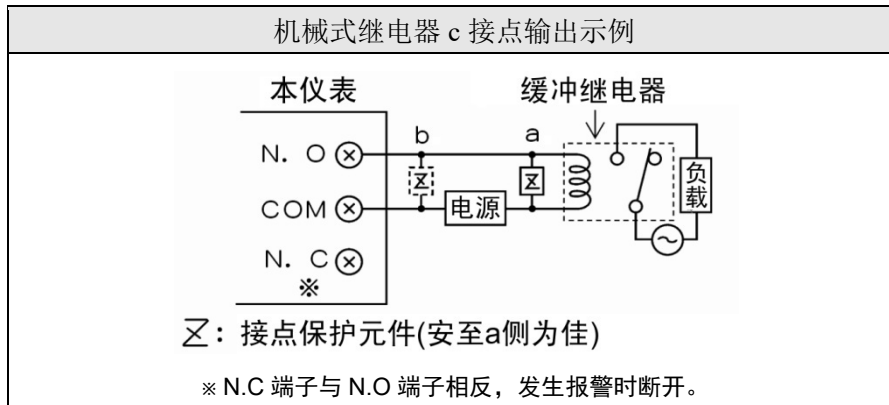 机械式继电器 c 接点输出示例
本仪表
缓冲继电器
N. O
b
a
COM
电源
负载
N. C
※
Z：接点保护元件(安至a侧为佳)
※ N.C 端子与 N.O 端子相反，发生报警时断开。